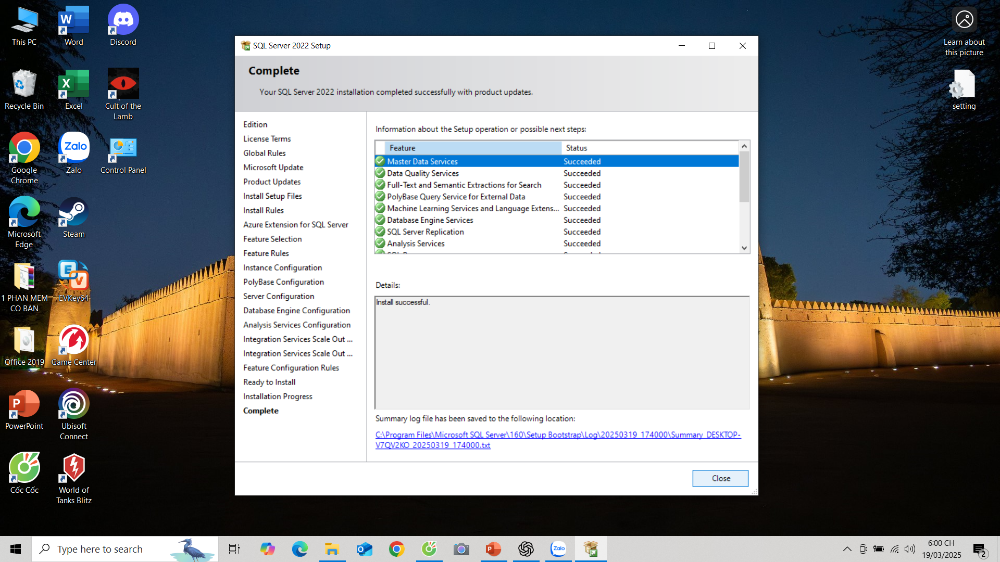 This PC
Word
Discord
Recycle Bin
Excel
Cult of the
Lamb
Google
Chrome
Zalo
Zalo
Control Panel
Microsoft
Edge
Steam
1 PHAN MEM
CO BAN
EVKey64
Office 2019
Game Center
PowerPoint
Ubisoft
Connect
Cốc Cốc
World of
Tanks Blitz
Learn about
this picture
setting
SQL Server 2022 Setup
Complete
Your SQL Server 2022 installation completed successfully with product updates.
Edition
License Terms
Global Rules
Microsoft Update
Product Updates
Install Setup Files
Install Rules
Azure Extension for SQL Server
Feature Selection
Feature Rules
Instance Configuration
PolyBase Configuration
Server Configuration
Database Engine Configuration
Analysis Services Configuration
Integration Services Scale Out ...
Integration Services Scale Out ...
Feature Configuration Rules
Ready to Install
Installation Progress
Complete
Information about the Setup operation or possible next steps:
Feature Status
Master Data Services Succeeded
Data Quality Services Succeeded
Full-Text and Semantic Extractions for Search Succeeded
PolyBase Query Service for External Data Succeeded
Machine Learning Services and Language Extens... Succeeded
Database Engine Services Succeeded
SQL Server Replication Succeeded
Analysis Services Succeeded
Details:
Install successful.
Summary log file has been saved to the following location:
C:\Program Files\Microsoft SQL Server\160\Setup Bootstrap\Log\20250319_174000\Summary_DESKTOP-
V7QV2KO_20250319_174000.txt
Close
Type here to search
Zalo
6:00 CH
19/03/2025
2